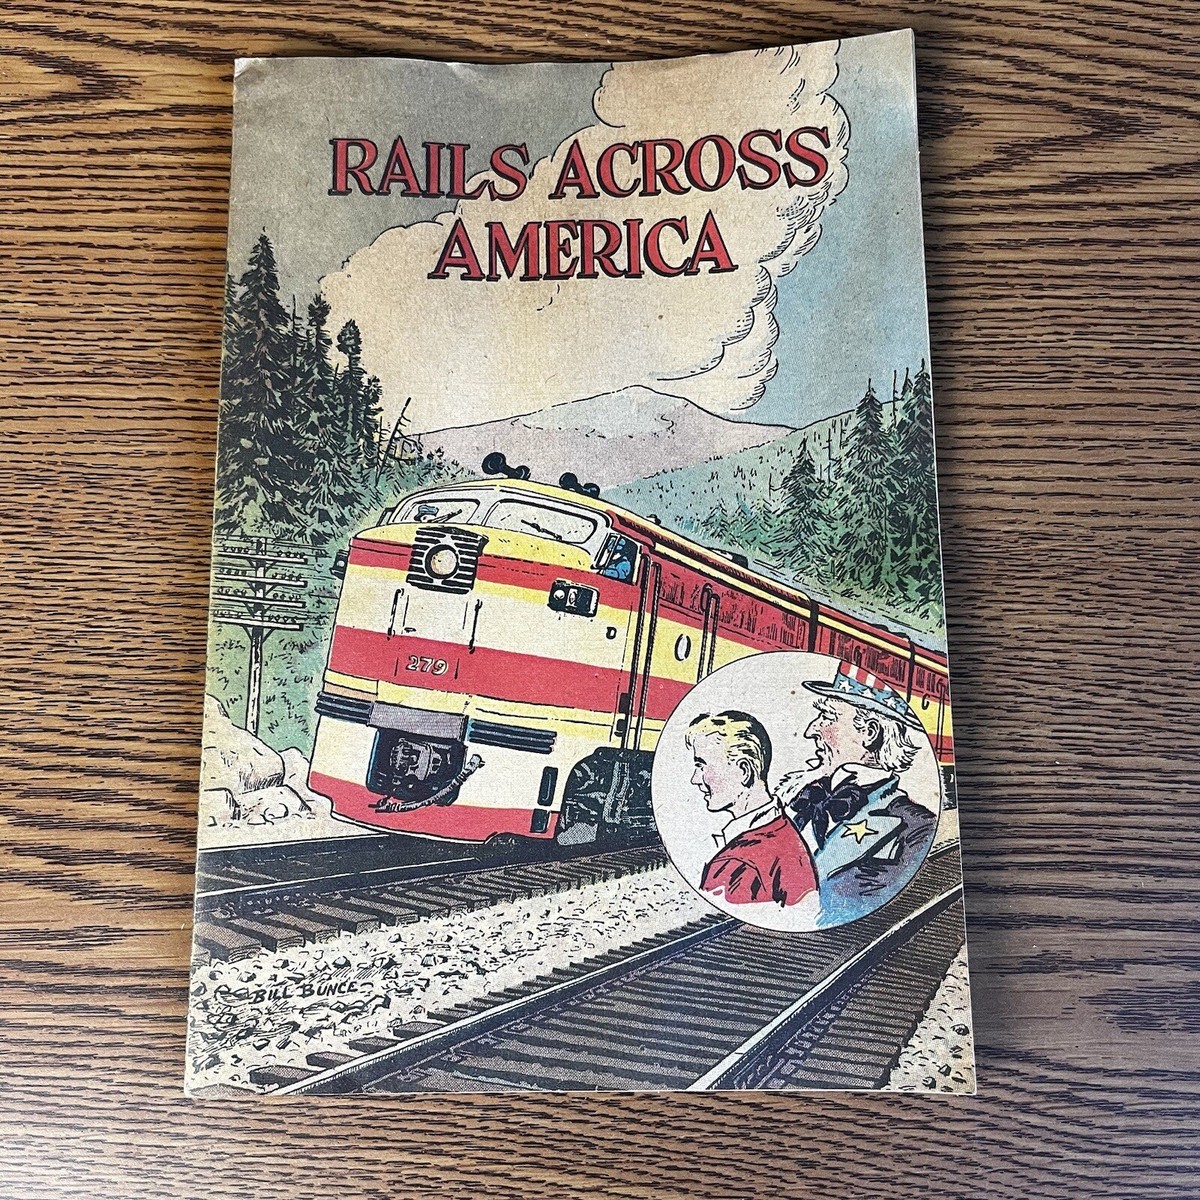 RAILS ACROSS
AMERICA
D
279
BILL BUNCE